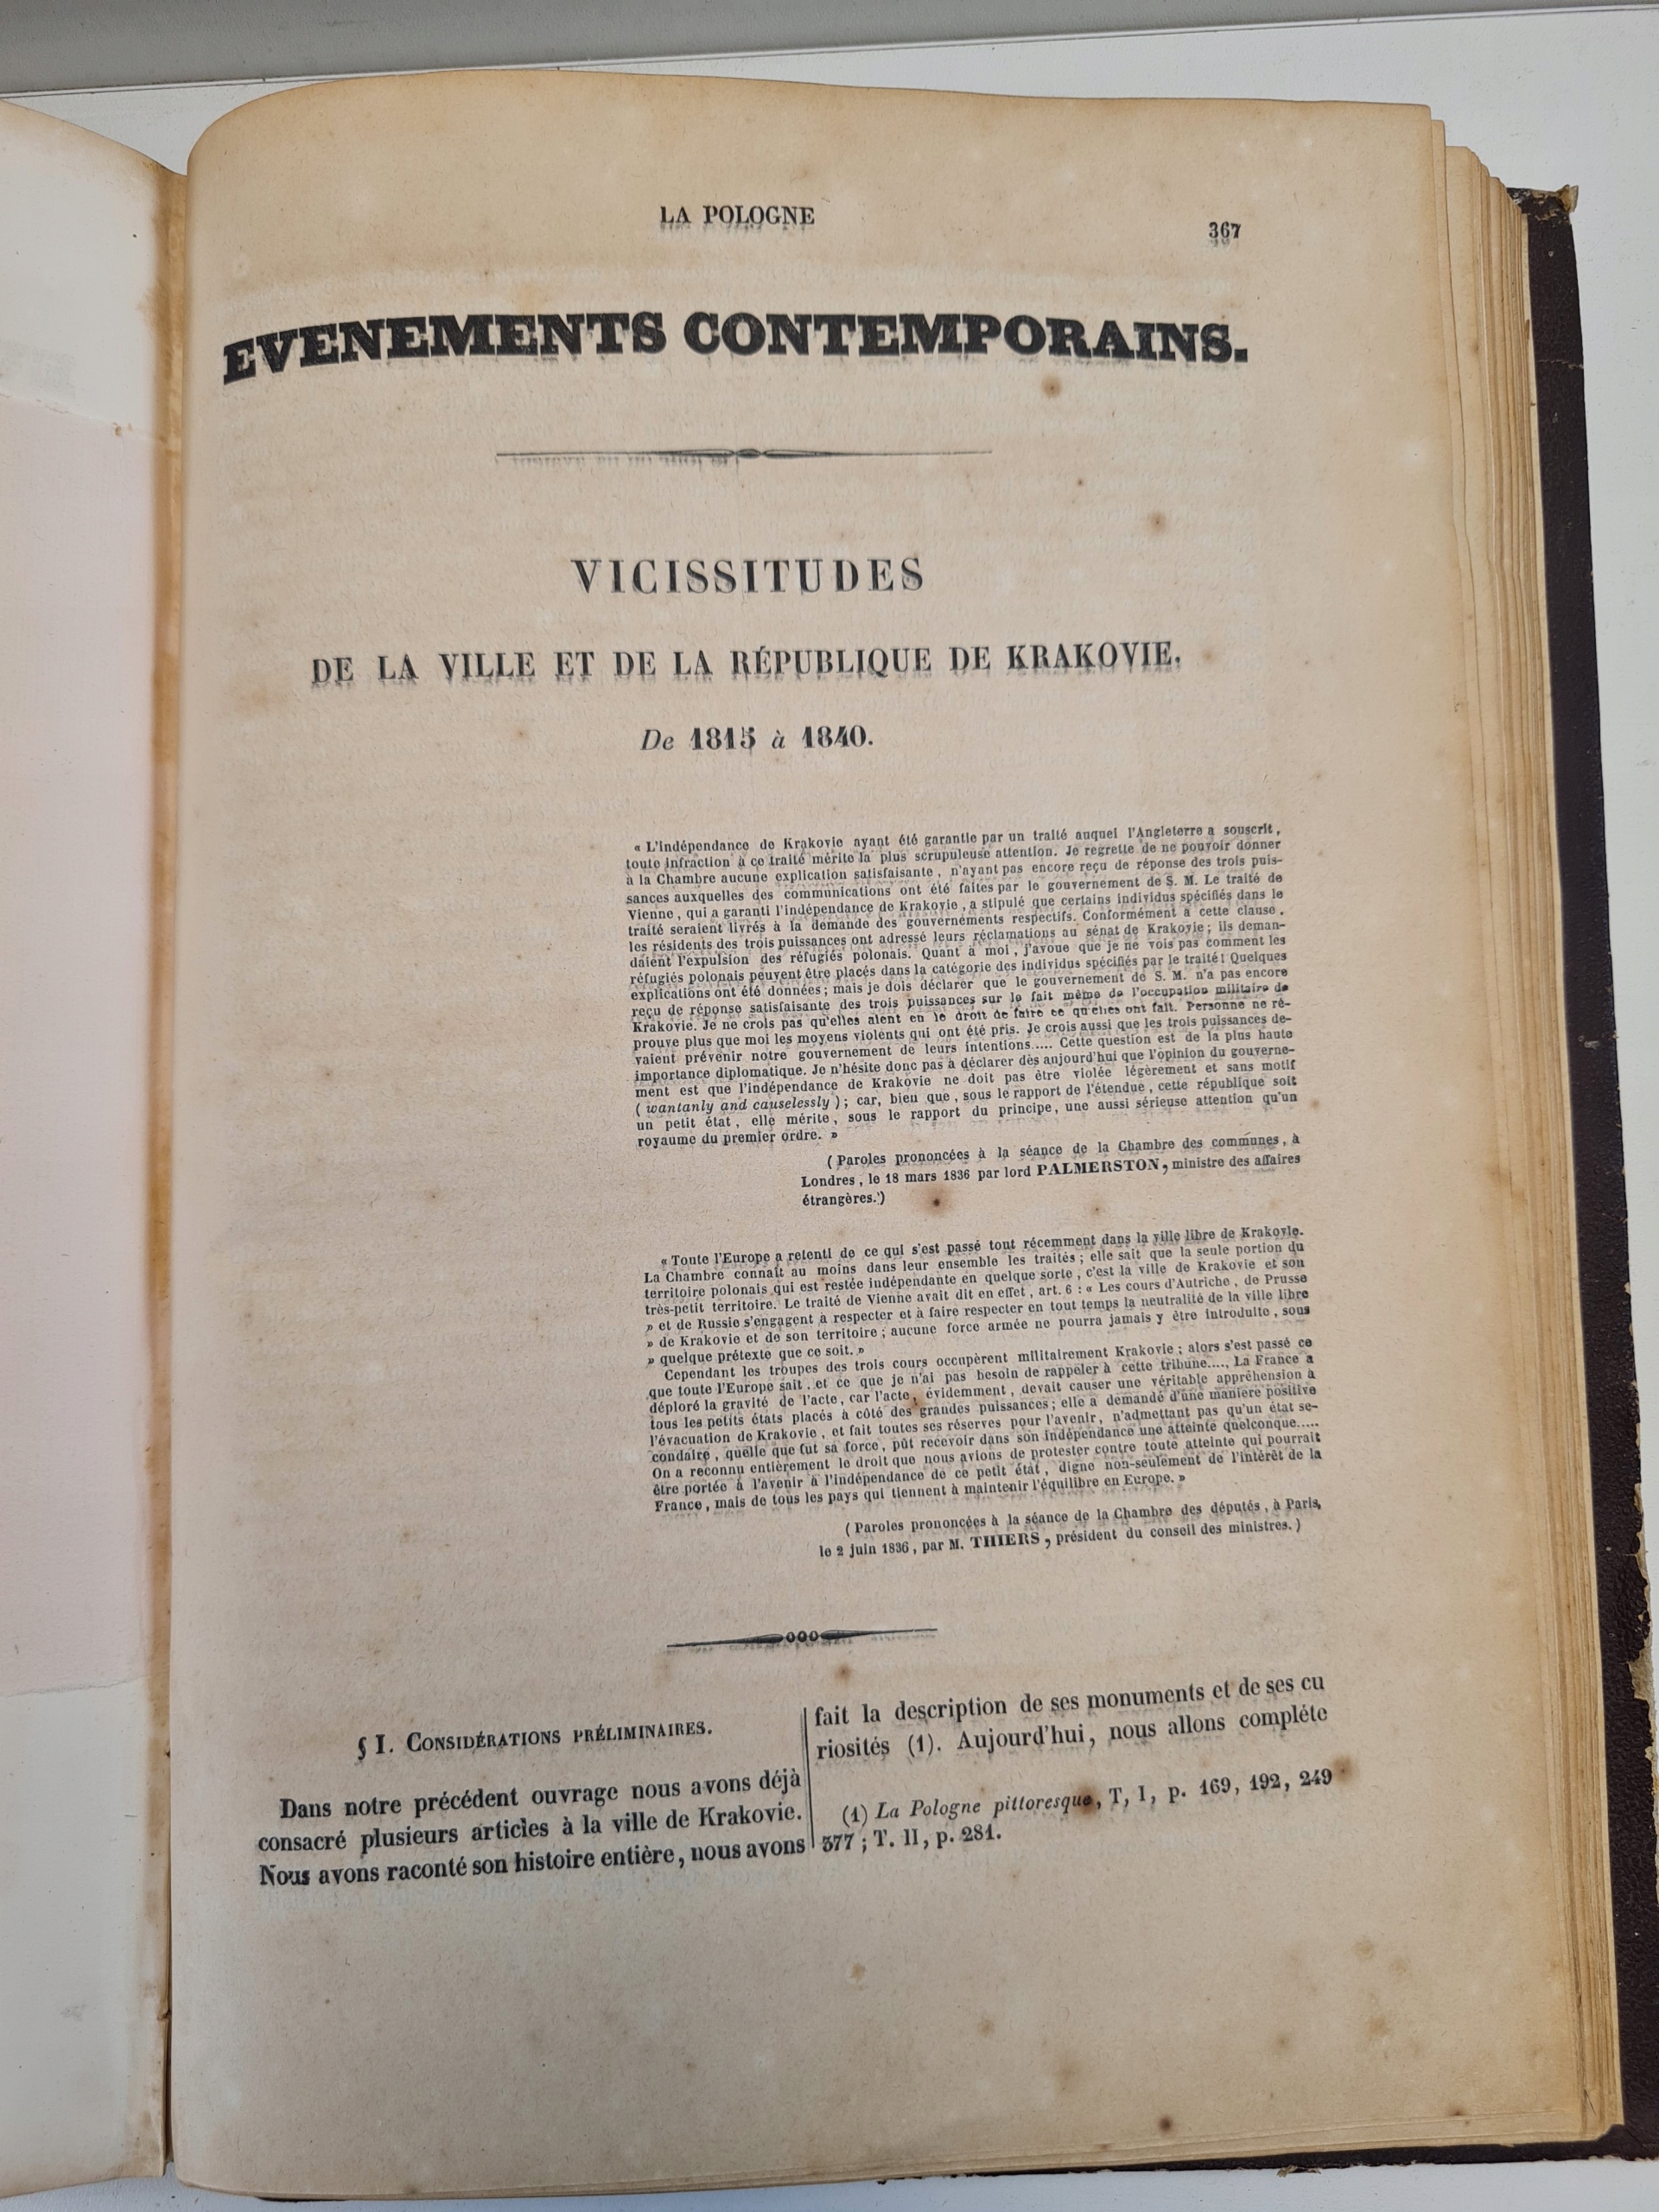 LA POLOGNE
367
EVENEMENTS CONTEMPORAINS.
VICISSITUDES
DE LA VILLE ET DE LA RÉPUBLIQUE DE KRAKOVIE.
De 1815 à 1840.
« L'indépendance de Krakovie ayant été garantie par un traité auquel l'Angleterre a souscrit,
toute infraction à ce traité mérite la plus scrupuleuse attention. Je regrette de ne pouvoir donner
à la Chambre aucune explication satisfaisante, n'ayant pas encore reçu de réponse des trois puis-
sances auxquelles des communications ont été faites par le gouvernement de S. M. Le traité de
Vienne, qui a garanti l'indépendance de Krakovie, a stipulé que certains individus spécifiés dans le
traité seraient livrés à la demande des gouvernements respectifs. Conformément à cette clause,
les résidents des trois puissances ont adressé leurs réclamations au sénat de Krakovie; ils deman-
daient l'expulsion des réfugiés polonais. Quant à moi, j'avoue que je ne vois pas comment les
réfugiés polonais peuvent être placés dans la catégorie des individus spécifiés par le traité! Quelques
explications ont été données; mais je dois déclarer que le gouvernement de S. M. n'a pas encore
reçu de réponse satisfaisante des trois puissances sur le fait même de l'occupation militaire de
Krakovie. Je ne crois pas qu'elles aient eu le droit de faire ce qu'elles ont fait. Personne ne ré-
prouve plus que moi les moyens violents qui ont été pris. Je crois aussi que les trois puissances de-
vaient prévenir notre gouvernement de leurs intentions..... Cette question est de la plus haute
importance diplomatique. Je n'hésite donc pas à déclarer dès aujourd'hui que l'opinion du gouverne-
ment est que l'indépendance de Krakovie ne doit pas être violée légèrement et sans motif
( wantanly and causelessly ); car, bien que, sous le rapport de l'étendue, cette république soit
un petit état, elle mérite, sous le rapport du principe, une aussi sérieuse attention qu'un
royaume du premier ordre. »
( Paroles prononcées à la séance de la Chambre des communes, à
Londres, le 18 mars 1836 par lord PALMERSTON, ministre des affaires
étrangères.)
« Toute l'Europe a retenti de ce qui s'est passé tout récemment dans la ville libre de Krakovie.
La Chambre connaît au moins dans leur ensemble les traités; elle sait que la seule portion du
territoire polonais qui est restée indépendante en quelque sorte, c'est la ville de Krakovie et son
très-petit territoire. Le traité de Vienne avait dit en effet, art. 6 : « Les cours d'Autriche, de Prusse
» et de Russie s'engagent à respecter et à faire respecter en tout temps la neutralité de la ville libre
» de Krakovie et de son territoire; aucune force armée ne pourra jamais y être introduite, sous
» quelque prétexte que ce soit. »
Cependant les troupes des trois cours occupèrent militairement Krakovie; alors s'est passé ce
que toute l'Europe sait, et ce que je n'ai pas besoin de rappeler à cette tribune...., La France a
déploré la gravité de l'acte, car l'acte, évidemment, devait causer une véritable appréhension à
tous les petits états placés à côté des grandes puissances; elle a demandé d'une manière positive
l'évacuation de Krakovie, et fait toutes ses réserves pour l'avenir, n'admettant pas qu'un état se-
condaire, quelle que fut sa force, pût recevoir dans son indépendance une atteinte quelconque.....
On a reconnu entièrement le droit que nous avions de protester contre toute atteinte qui pourrait
être portée à l'avenir à l'indépendance de ce petit état, digne non-seulement de l'intérêt de la
France, mais de tous les pays qui tiennent à maintenir l'équilibre en Europe. »
( Paroles prononcées à la séance de la Chambre des députés, à Paris,
le 2 juin 1836, par M. THIERS, président du conseil des ministres. )
§ I. CONSIDÉRATIONS PRÉLIMINAIRES.
Dans notre précédent ouvrage nous avons déjà
consacré plusieurs articles à la ville de Krakovie.
Nous avons raconté son histoire entière, nous avons
fait la description de ses monuments et de ses cu
riosités (1). Aujourd'hui, nous allons compléte
(1) La Pologne pittoresque, T, I, p. 169, 192, 249
377; T. II, p. 281.